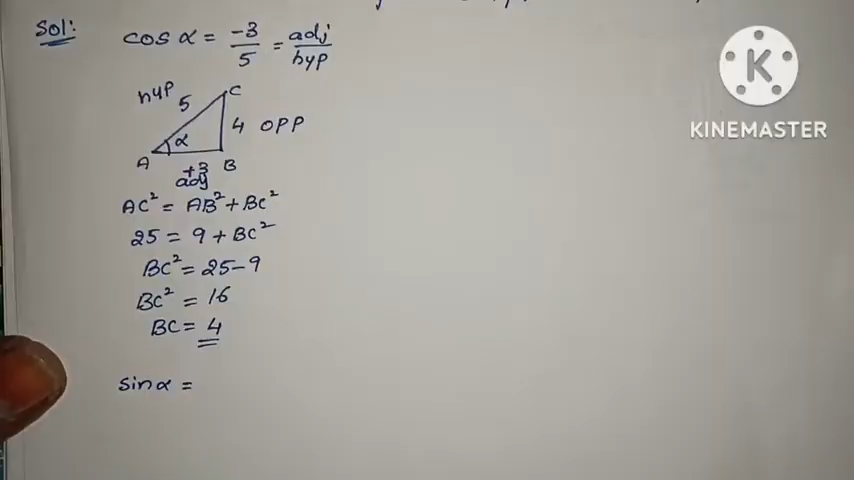 Sol:
cos α = -3/5 = adj/hyp
hyp 5 C
4 opp
α
A +3 B
adj
AC² = AB² + BC²
25 = 9 + BC²
BC² = 25-9
BC² = 16
BC = 4
sin α =
K
KINEMASTER